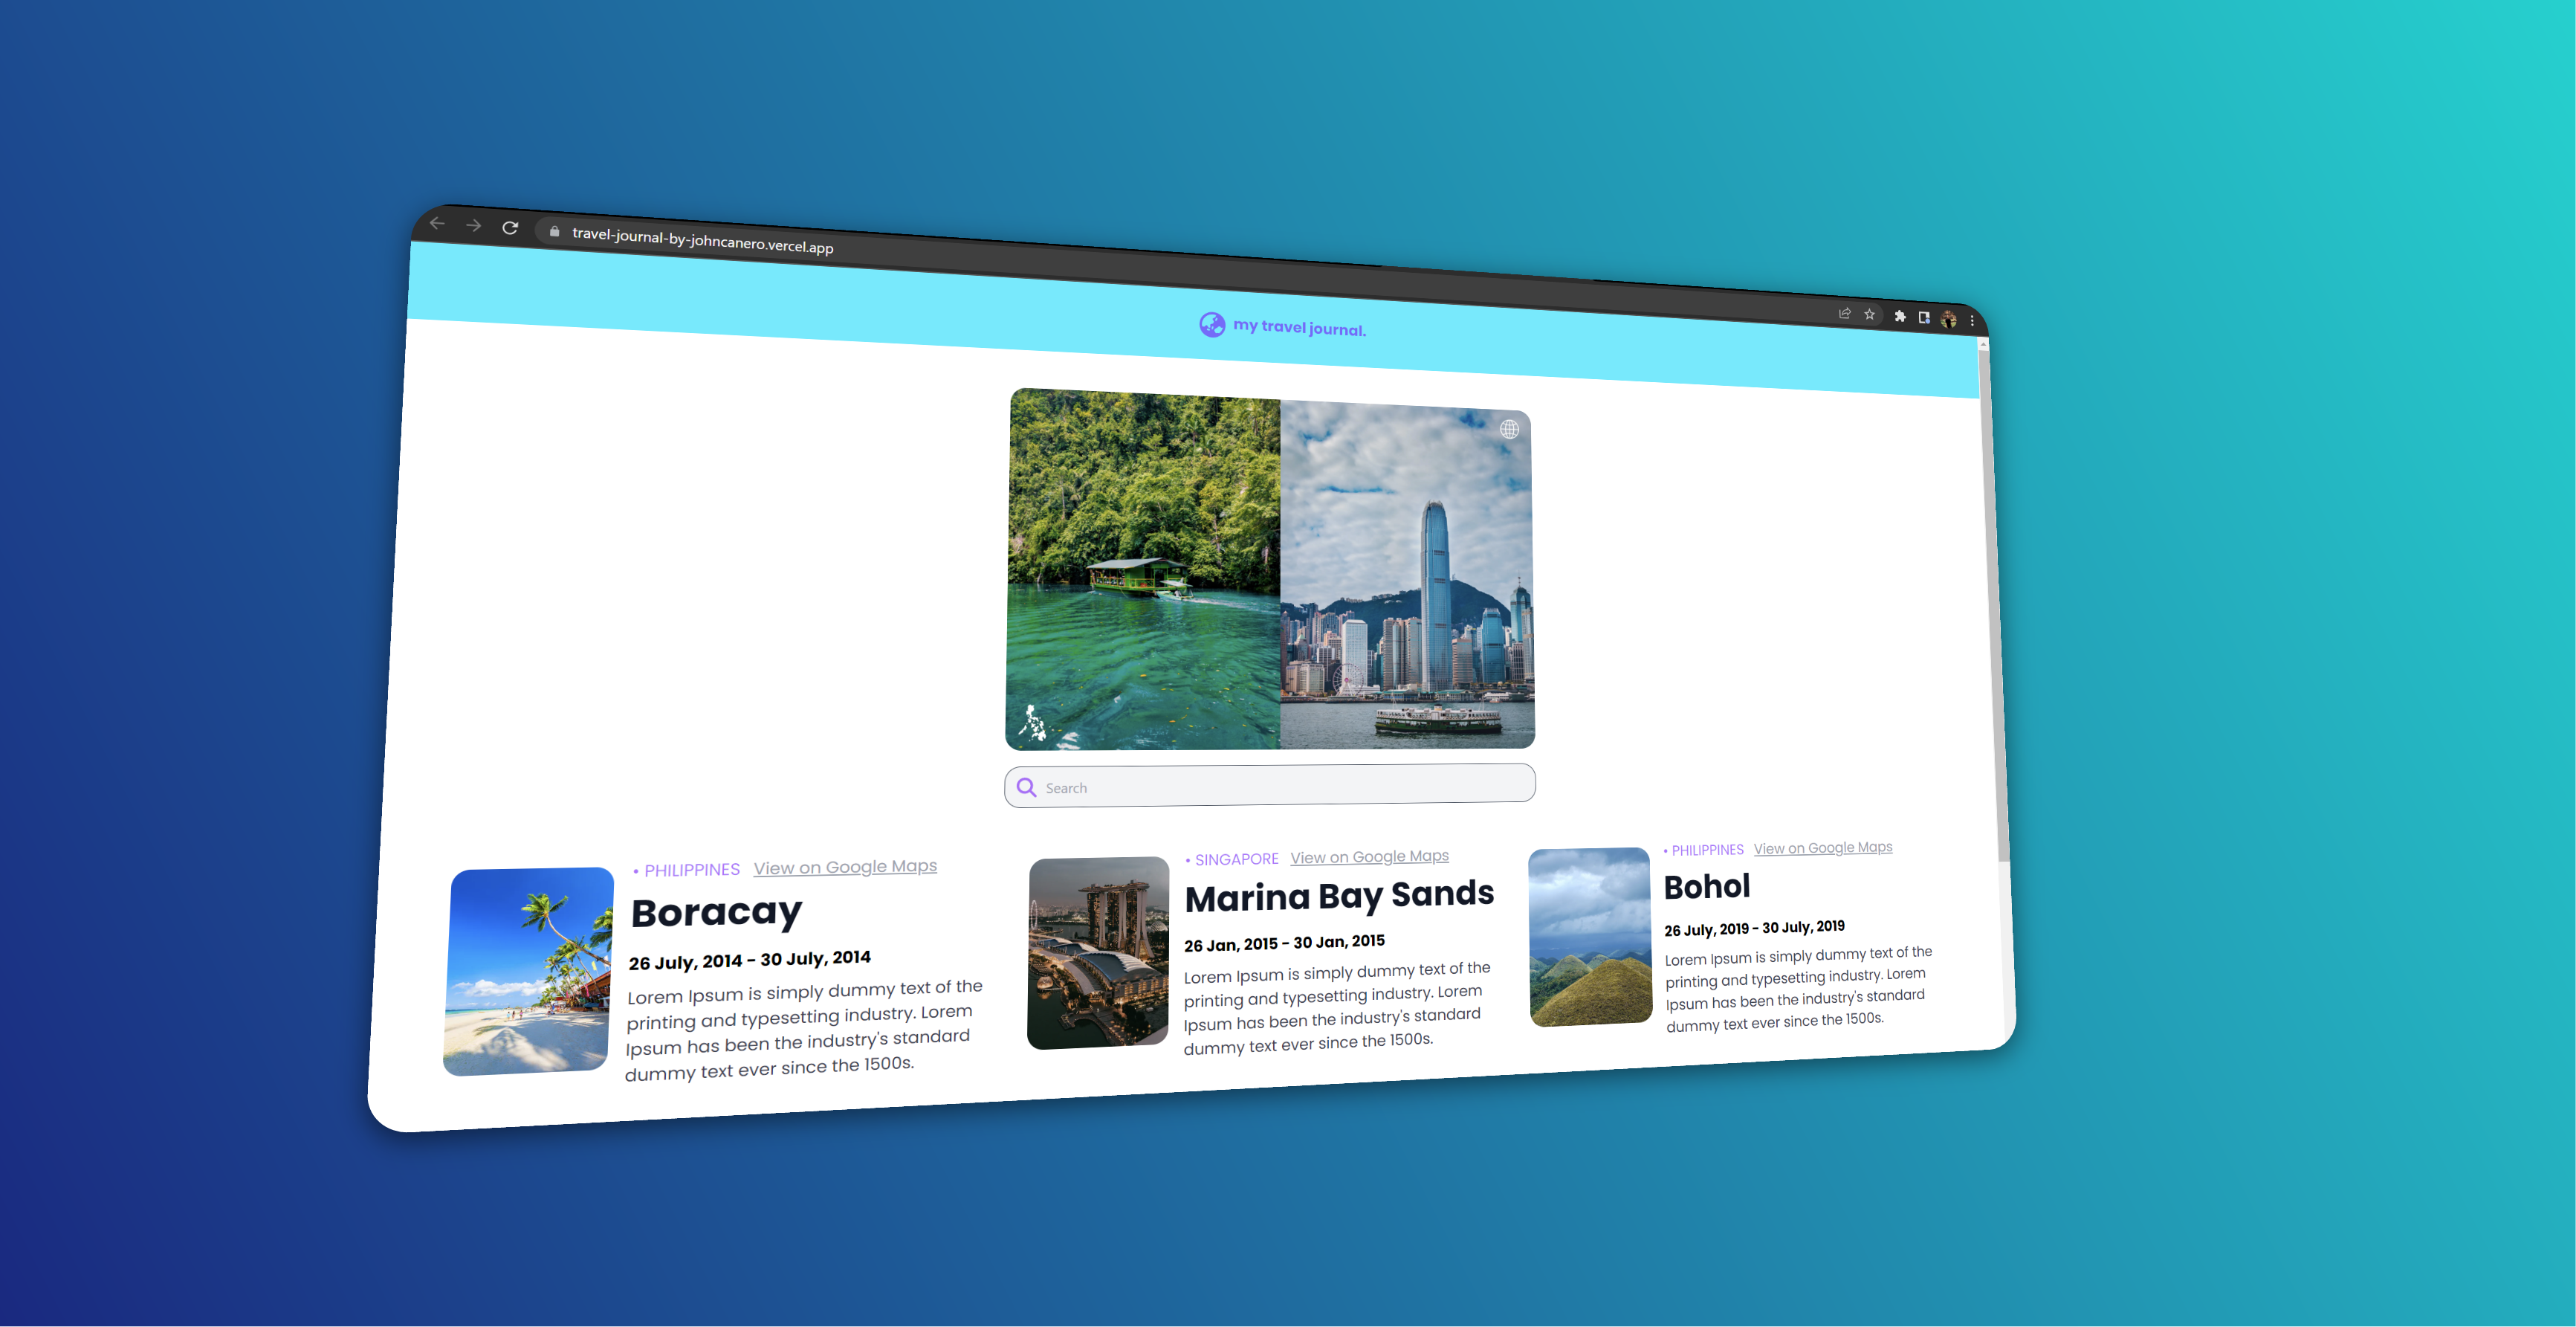 travel-journal-by-johncanero.vercel.app
my travel journal.
Search
• PHILIPPINES View on Google Maps
Boracay
26 July, 2014 - 30 July, 2014
Lorem Ipsum is simply dummy text of the
printing and typesetting industry. Lorem
Ipsum has been the industry's standard
dummy text ever since the 1500s.
• SINGAPORE View on Google Maps
Marina Bay Sands
26 Jan, 2015 - 30 Jan, 2015
Lorem Ipsum is simply dummy text of the
printing and typesetting industry. Lorem
Ipsum has been the industry's standard
dummy text ever since the 1500s.
• PHILIPPINES View on Google Maps
Bohol
26 July, 2019 - 30 July, 2019
Lorem Ipsum is simply dummy text of the
printing and typesetting industry. Lorem
Ipsum has been the industry's standard
dummy text ever since the 1500s.